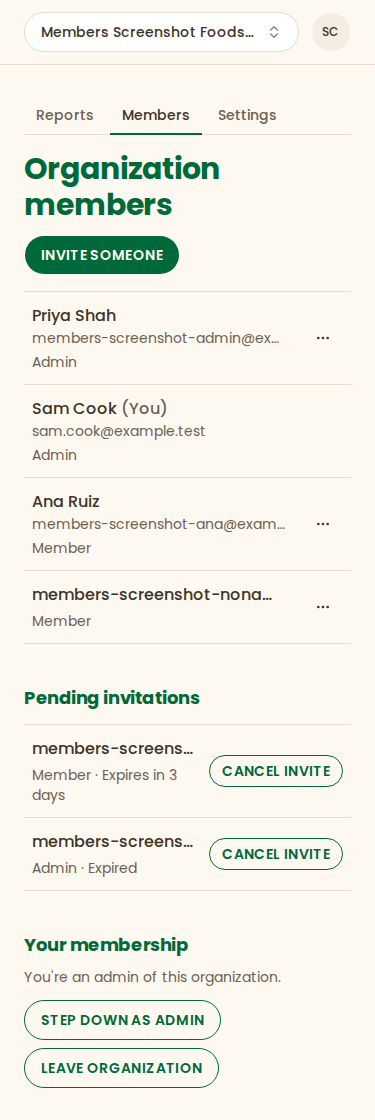 Members Screenshot Foods…
SC
Reports Members Settings
Organization
members
INVITE SOMEONE
Priya Shah
members-screenshot-admin@ex…
Admin
Sam Cook (You)
sam.cook@example.test
Admin
Ana Ruiz
members-screenshot-ana@exam…
Member
members-screenshot-nona…
Member
Pending invitations
members-screens…
Member · Expires in 3
days
CANCEL INVITE
members-screens…
Admin · Expired
CANCEL INVITE
Your membership
You're an admin of this organization.
STEP DOWN AS ADMIN
LEAVE ORGANIZATION